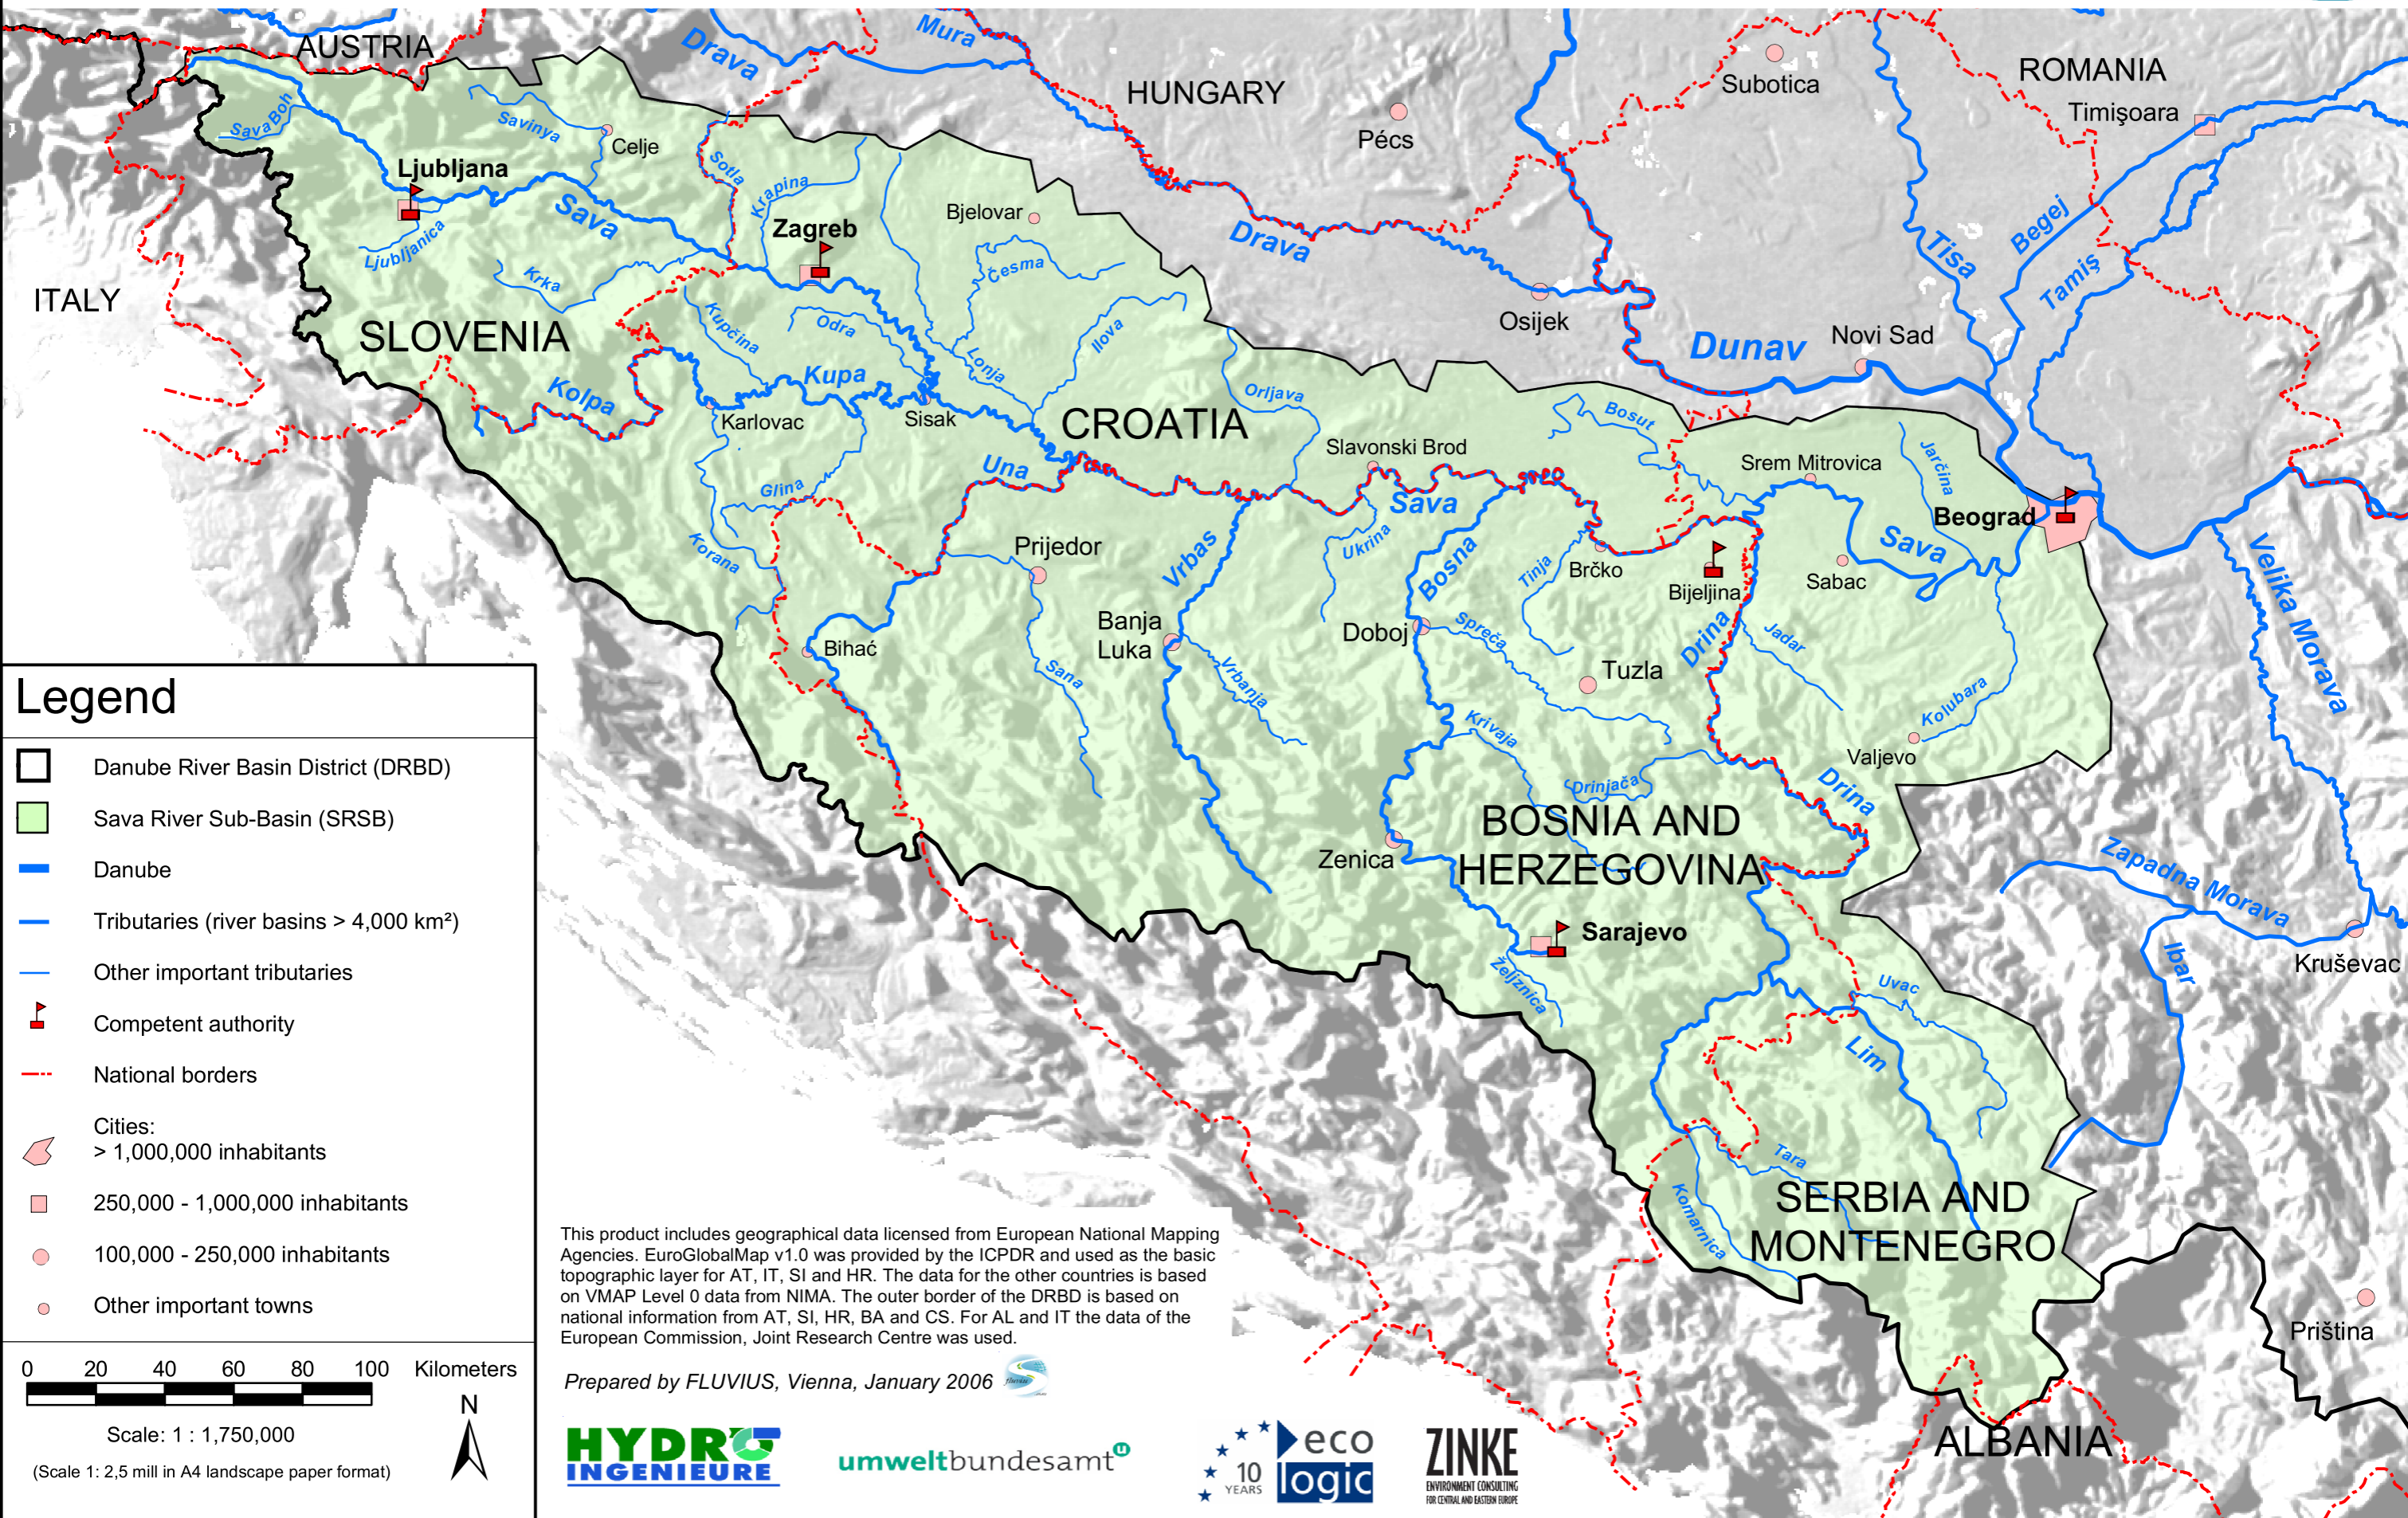 AUSTRIA
Drava
Mura
HUNGARY
Subotica
ROMANIA
Timişoara
Pécs
Sava Boh
Savinya
Celje
Ljubljana
Sotla
Krapina
Sava
Ljubljanica
Zagreb
Bjelovar
Česma
Drava
Tisa
Begej
Tamiş
ITALY
Krka
SLOVENIA
Kupčina
Odra
Lonja
Ilova
Osijek
Dunav
Novi Sad
Kolpa
Kupa
Karlovac
Sisak
CROATIA
Orljava
Bosut
Slavonski Brod
Srem Mitrovica
Jarčina
Una
Glina
Sava
Beograd
Sava
Korana
Prijedor
Vrbas
Ukrina
Bosna
Tinja
Brčko
Bijeljina
Sabac
Velika Morava
Bihać
Banja
Luka
Doboj
Spreča
Drina
Jadar
Sana
Vrbanja
Tuzla
Kolubara
Krivaja
Valjevo
Drinjača
Drina
BOSNIA AND
HERZEGOVINA
Zenica
Zapadna Morava
Sarajevo
Željznica
Ibar
Kruševac
Uvac
Lim
Tara
Komarnica
SERBIA AND
MONTENEGRO
Priština
ALBANIA
Legend
Danube River Basin District (DRBD)
Sava River Sub-Basin (SRSB)
Danube
Tributaries (river basins > 4,000 km²)
Other important tributaries
Competent authority
National borders
Cities:
> 1,000,000 inhabitants
250,000 - 1,000,000 inhabitants
100,000 - 250,000 inhabitants
Other important towns
0 20 40 60 80 100 Kilometers
N
Scale: 1 : 1,750,000
(Scale 1: 2,5 mill in A4 landscape paper format)
This product includes geographical data licensed from European National Mapping
Agencies. EuroGlobalMap v1.0 was provided by the ICPDR and used as the basic
topographic layer for AT, IT, SI and HR. The data for the other countries is based
on VMAP Level 0 data from NIMA. The outer border of the DRBD is based on
national information from AT, SI, HR, BA and CS. For AL and IT the data of the
European Commission, Joint Research Centre was used.
Prepared by FLUVIUS, Vienna, January 2006
HYDRO
INGENIEURE
umweltbundesamt
u
10
YEARS
eco
logic
ZINKE
ENVIRONMENT CONSULTING
FOR CENTRAL AND EASTERN EUROPE